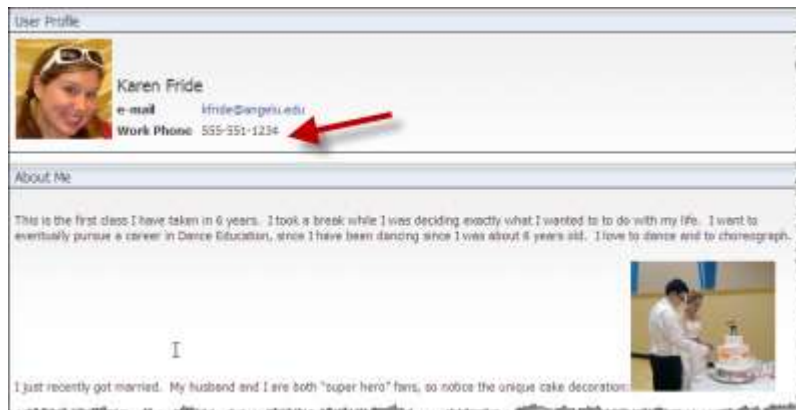 User Profile
Karen Fride
e-mail kfride@angelu.edu
Work Phone 555-551-1234
About Me
This is the first class I have taken in 6 years. I took a break while I was deciding exactly what I wanted to to do with my life. I want to
eventually pursue a career in Dance Education, since I have been dancing since I was about 6 years old. I love to dance and to choreograph.
I just recently got married. My husband and I are both "super hero" fans, so notice the unique cake decoration: